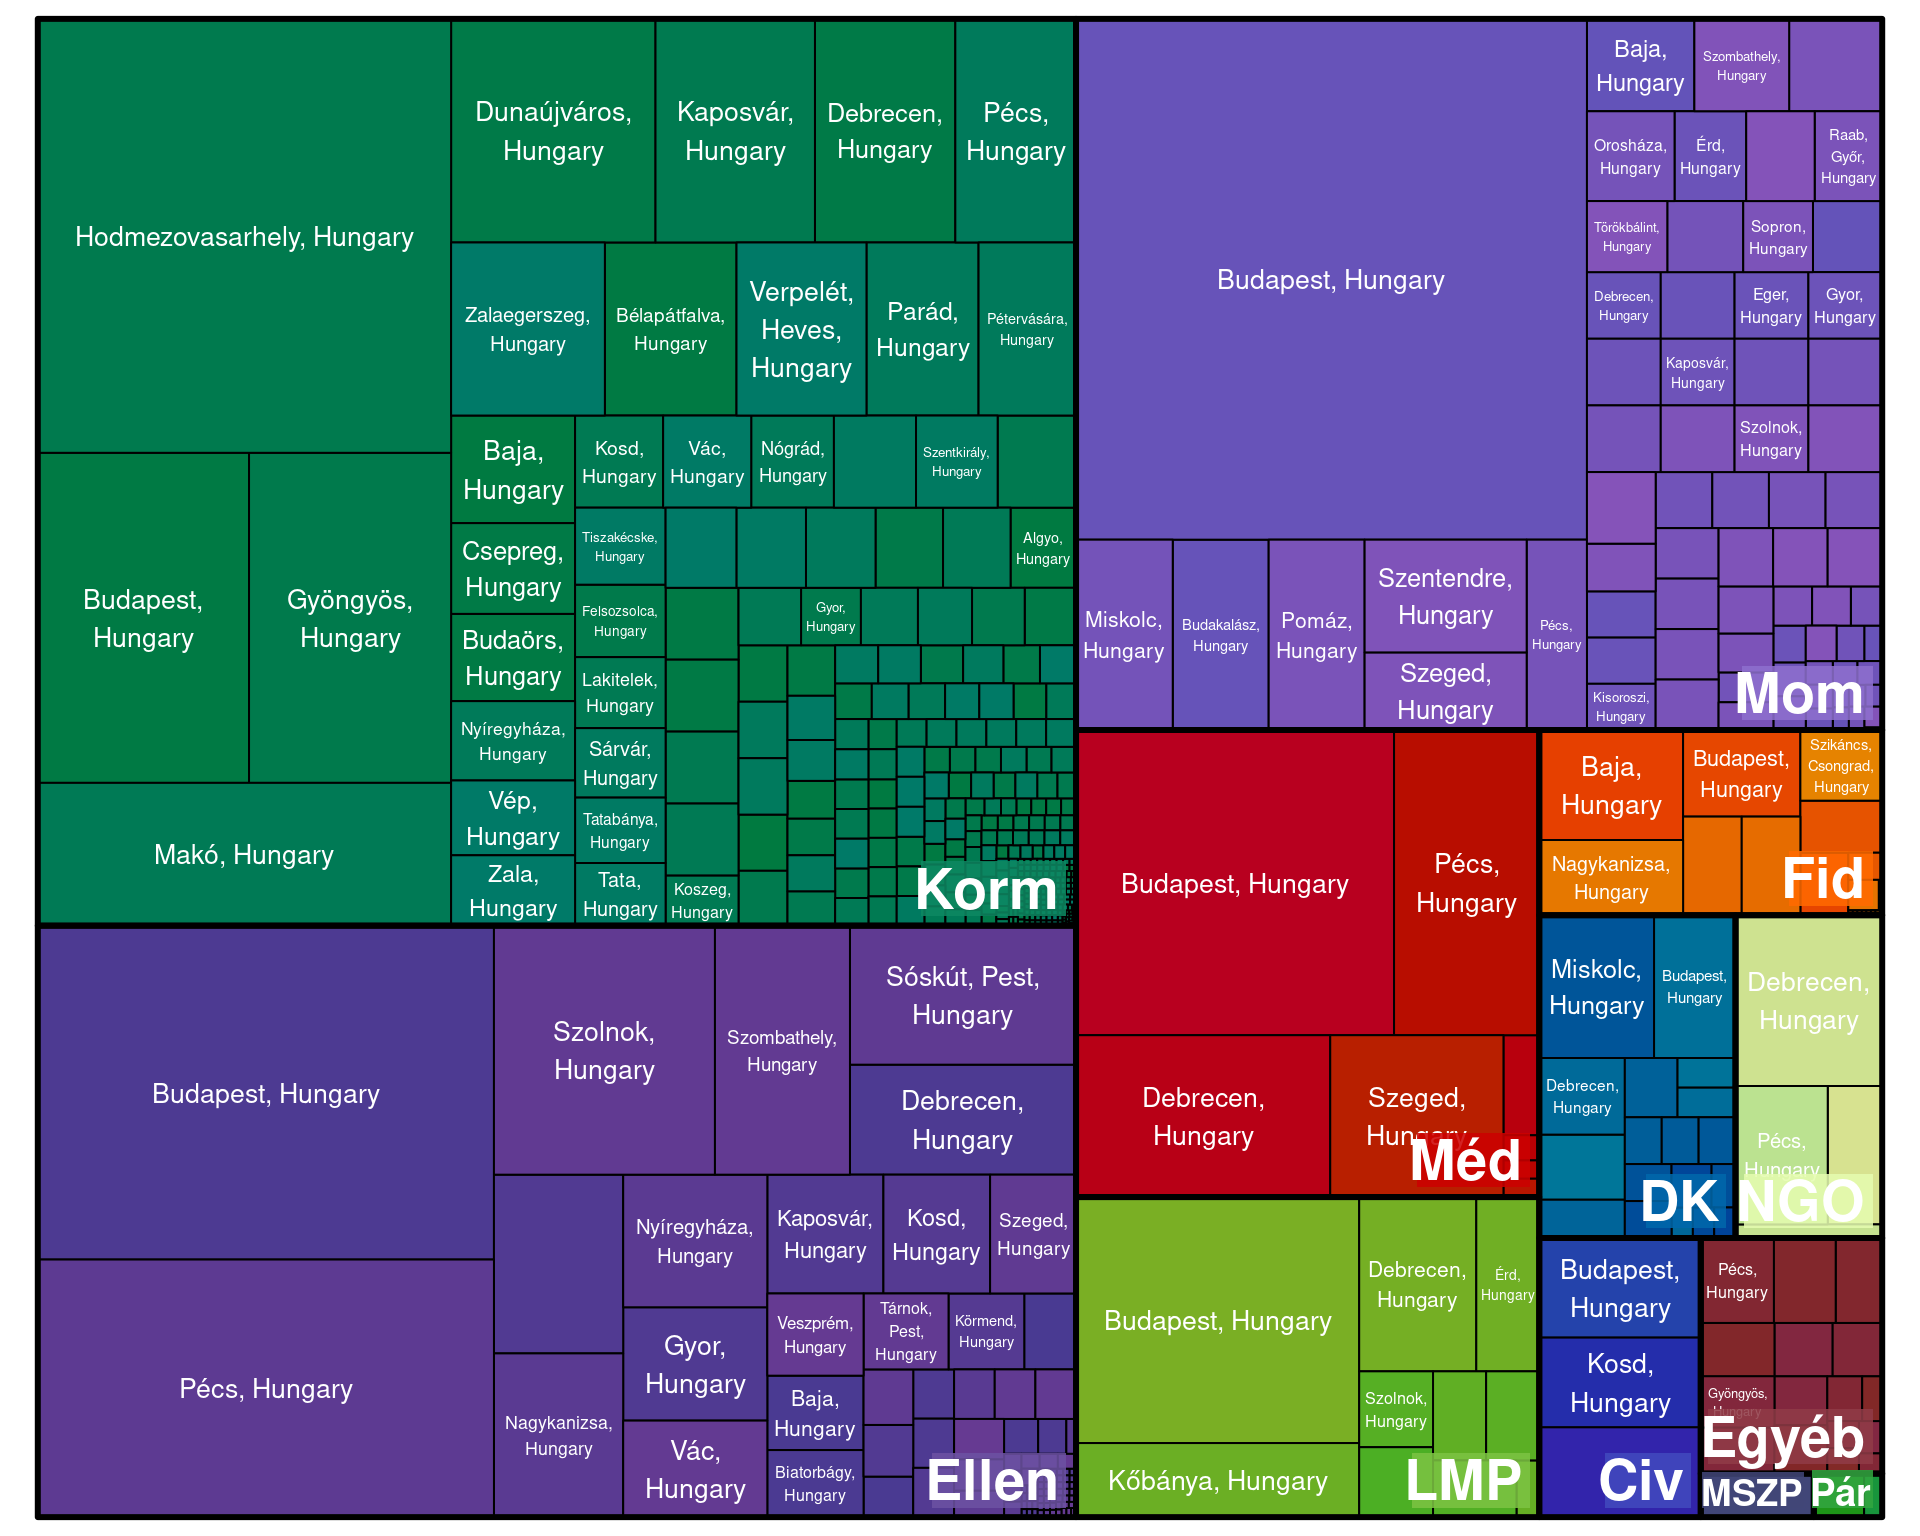 Hodmezovasarhely, Hungary
Dunaújváros,
Hungary
Kaposvár,
Hungary
Debrecen,
Hungary
Pécs,
Hungary
Zalaegerszeg,
Hungary
Bélapátfalva,
Hungary
Verpelét,
Heves,
Hungary
Parád,
Hungary
Pétervására,
Hungary
Budapest,
Hungary
Gyöngyös,
Hungary
Makó, Hungary
Baja,
Hungary
Kosd,
Hungary
Vác,
Hungary
Nógrád,
Hungary
Szentkirály,
Hungary
Csepreg,
Hungary
Tiszakécske,
Hungary
Algyo,
Hungary
Budaörs,
Hungary
Felsozsolca,
Hungary
Gyor,
Hungary
Nyíregyháza,
Hungary
Lakitelek,
Hungary
Sárvár,
Hungary
Vép,
Hungary
Tatabánya,
Hungary
Zala,
Hungary
Tata,
Hungary
Koszeg,
Hungary
Korm
Budapest, Hungary
Baja,
Hungary
Szombathely,
Hungary
Orosháza,
Hungary
Érd,
Hungary
Raab,
Győr,
Hungary
Törökbálint,
Hungary
Sopron,
Hungary
Debrecen,
Hungary
Eger,
Hungary
Gyor,
Hungary
Kaposvár,
Hungary
Szolnok,
Hungary
Miskolc,
Hungary
Budakalász,
Hungary
Pomáz,
Hungary
Szentendre,
Hungary
Szeged,
Hungary
Pécs,
Hungary
Kisoroszi,
Hungary
Mom
Budapest, Hungary
Pécs, Hungary
Szolnok,
Hungary
Szombathely,
Hungary
Sóskút, Pest,
Hungary
Debrecen,
Hungary
Nyíregyháza,
Hungary
Kaposvár,
Hungary
Kosd,
Hungary
Szeged,
Hungary
Gyor,
Hungary
Veszprém,
Hungary
Tárnok,
Pest,
Hungary
Körmend,
Hungary
Nagykanizsa,
Hungary
Vác,
Hungary
Baja,
Hungary
Biatorbágy,
Hungary
Ellen
Budapest, Hungary
Pécs,
Hungary
Debrecen,
Hungary
Szeged,
Hungary
Méd
Baja,
Hungary
Budapest,
Hungary
Szikáncs,
Csongrad,
Hungary
Nagykanizsa,
Hungary
Fid
Miskolc,
Hungary
Budapest,
Hungary
Debrecen,
Hungary
DK
Debrecen,
Hungary
Pécs,
Hungary
NGO
Budapest, Hungary
Debrecen,
Hungary
Érd,
Hungary
Szolnok,
Hungary
Kőbánya, Hungary
LMP
Budapest,
Hungary
Kosd,
Hungary
Civ
Pécs,
Hungary
Gyöngyös,
Hungary
Egyéb
MSZP
Pár